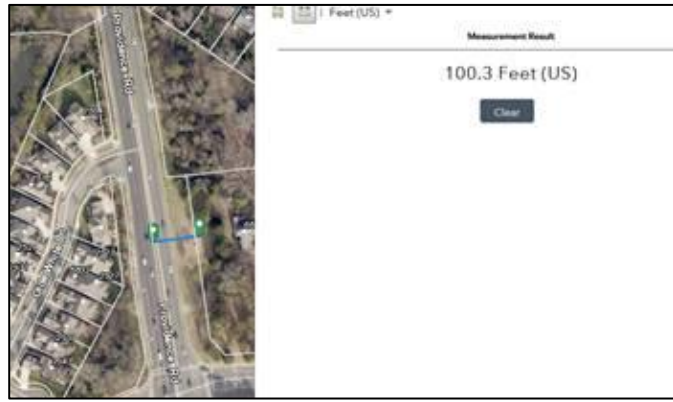 Feet (US)
Measurement Result
100.3 Feet (US)
Clear
Providence Rd
Providence Rd